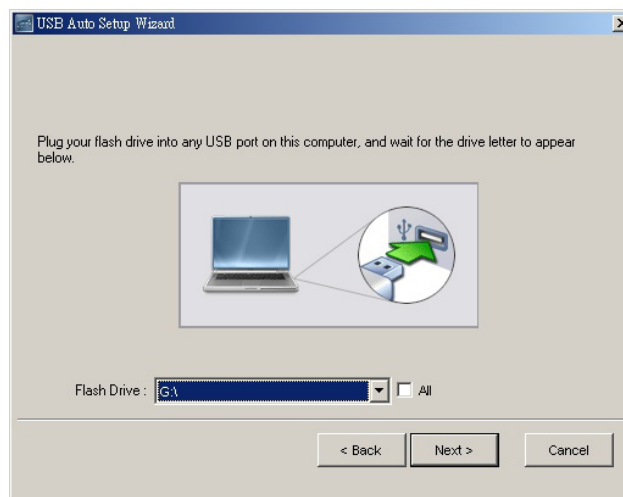 USB Auto Setup Wizard
Plug your flash drive into any USB port on this computer, and wait for the drive letter to appear
below.
Flash Drive : G:\ All
< Back Next > Cancel